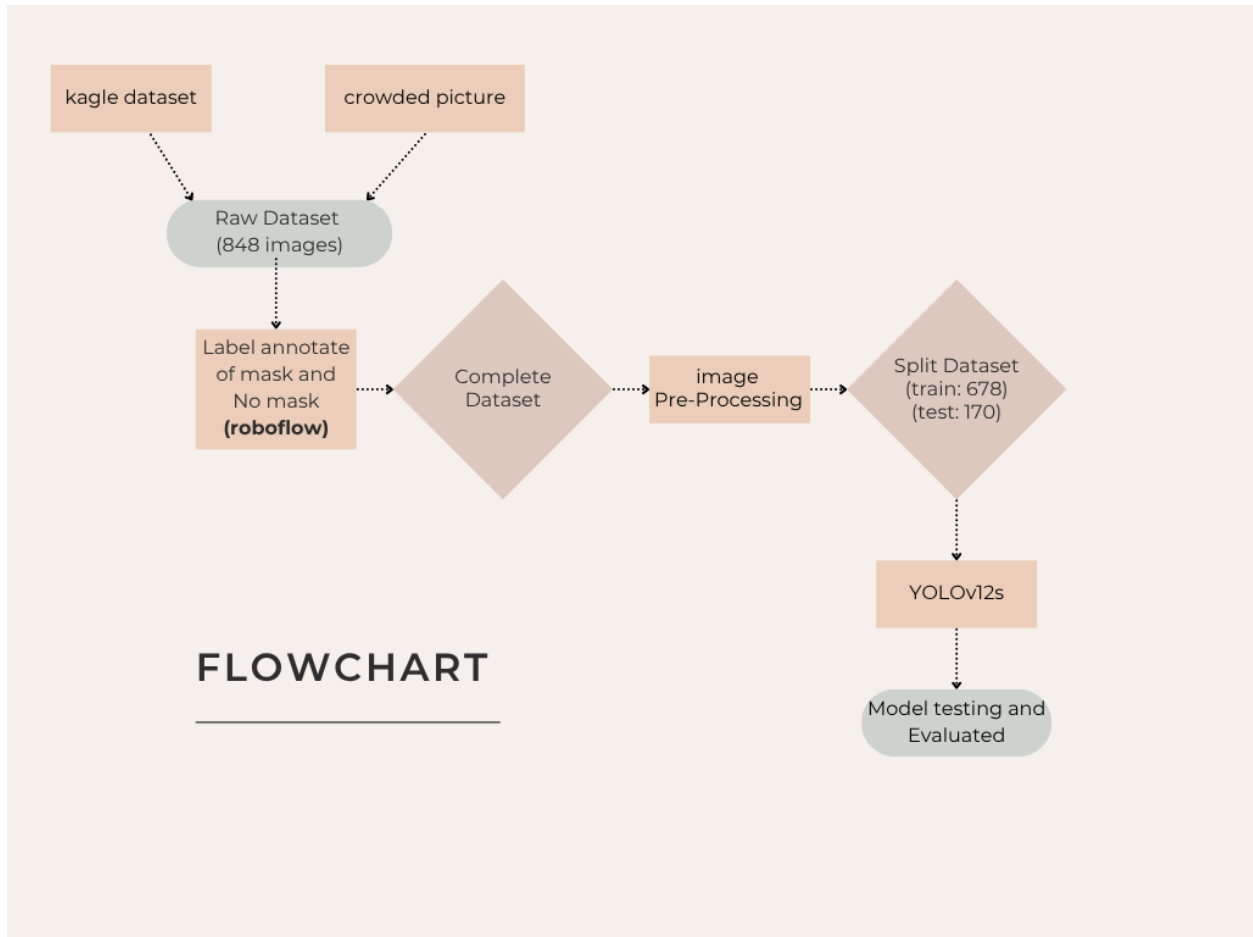 kagle dataset
crowded picture
Raw Dataset
(848 images)
Label annotate
of mask and
No mask
(roboflow)
Complete
Dataset
image
Pre-Processing
Split Dataset
(train: 678)
(test: 170)
YOLOv12s
Model testing and
Evaluated
FLOWCHART